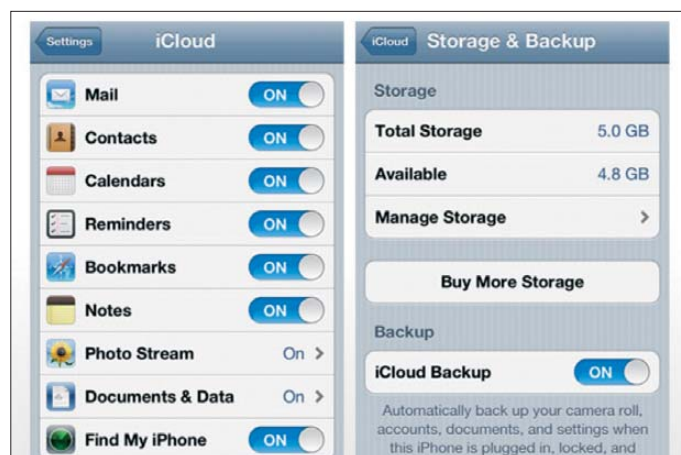 Settings iCloud
Mail ON
Contacts ON
Calendars ON
Reminders ON
Bookmarks ON
Notes ON
Photo Stream On >
Documents & Data On >
Find My iPhone ON
iCloud Storage & Backup
Storage
Total Storage 5.0 GB
Available 4.8 GB
Manage Storage >
Buy More Storage
Backup
iCloud Backup ON
Automatically back up your camera roll,
accounts, documents, and settings when
this iPhone is plugged in, locked, and